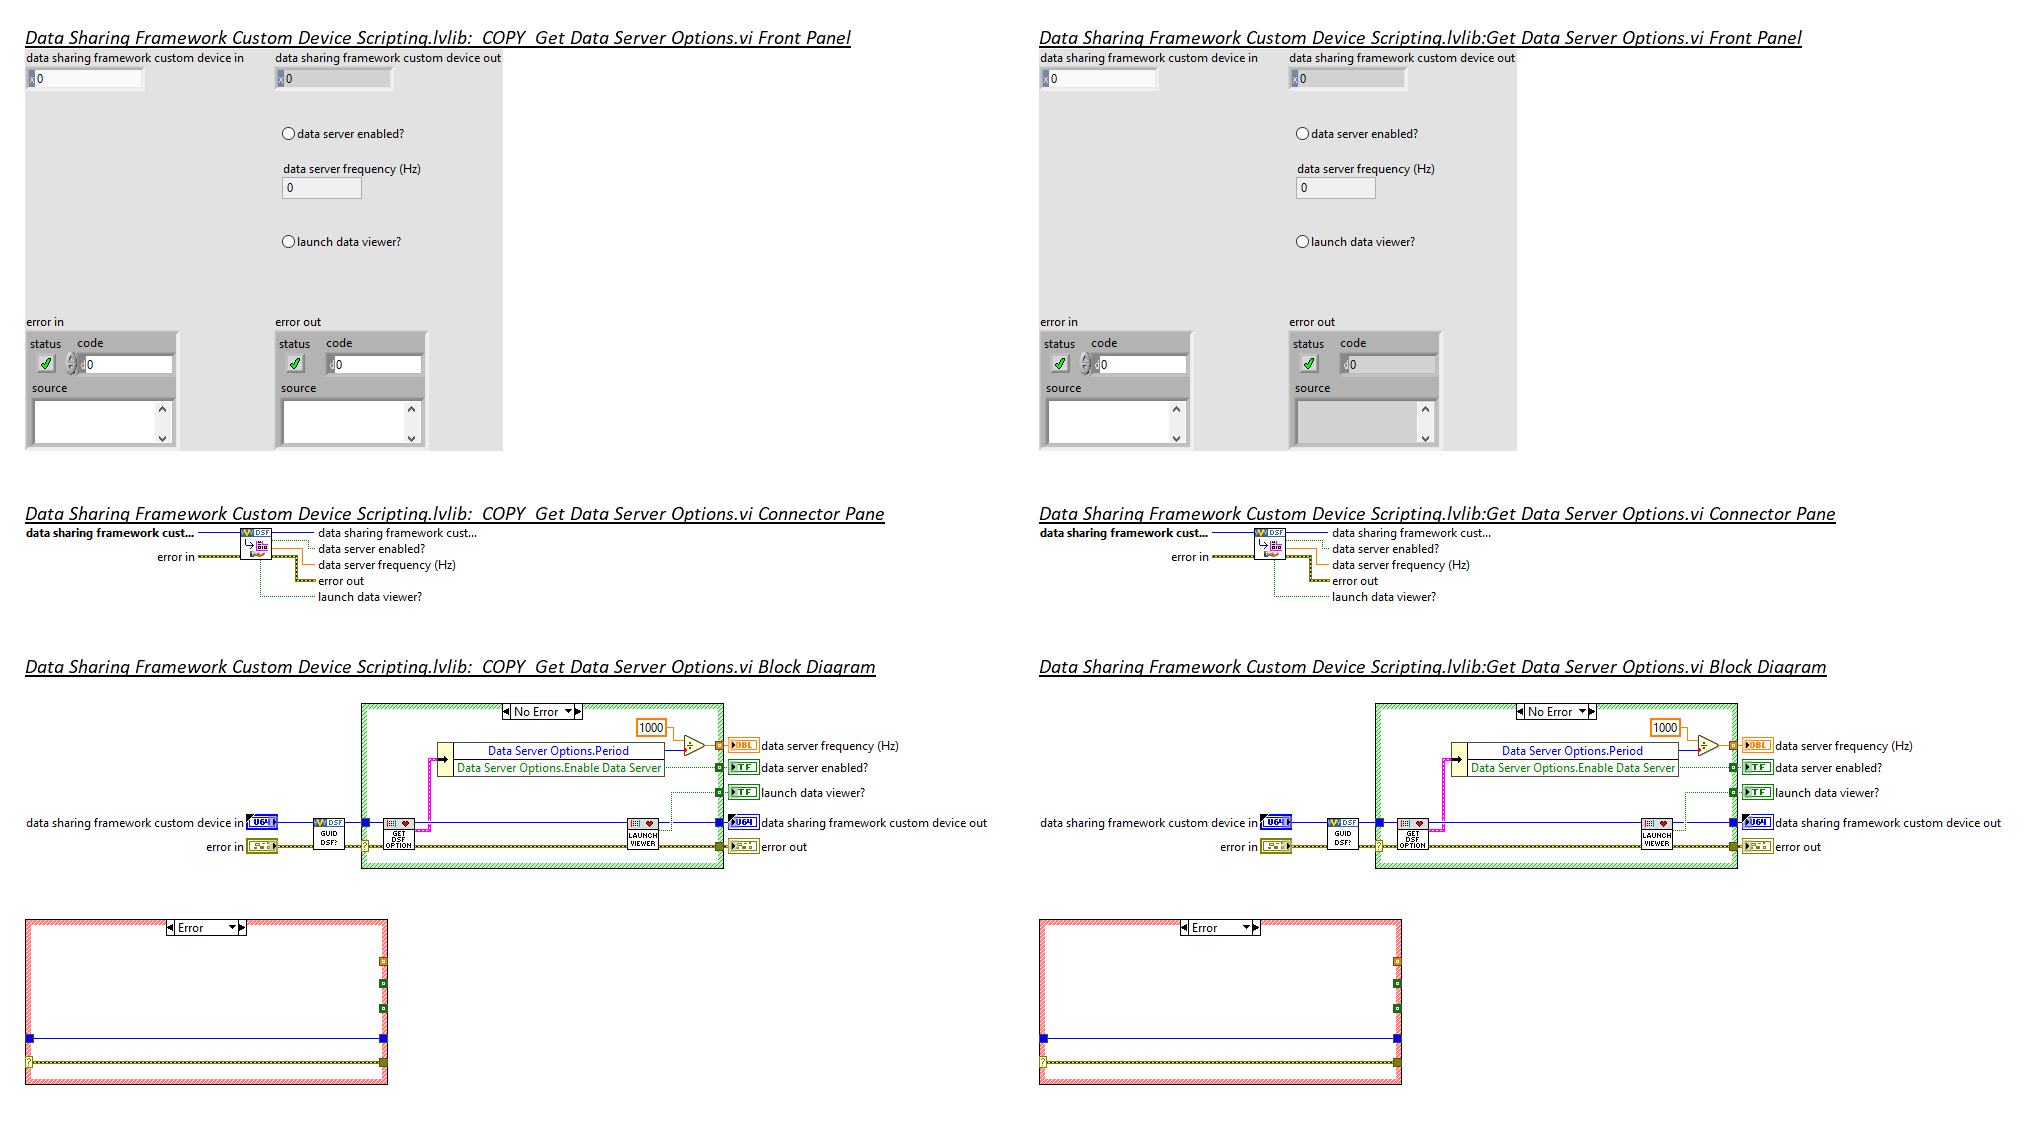 Data Sharing Framework Custom Device Scripting.lvlib:  COPY  Get Data Server Options.vi Front Panel
data sharing framework custom device in
data sharing framework custom device out
x 0
x 0
data server enabled?
data server frequency (Hz)
0
launch data viewer?
error in
error out
status code
status code
d 0
d 0
source
source
Data Sharing Framework Custom Device Scripting.lvlib:Get Data Server Options.vi Front Panel
data sharing framework custom device in
data sharing framework custom device out
x 0
x 0
data server enabled?
data server frequency (Hz)
0
launch data viewer?
error in
error out
status code
status code
d 0
d 0
source
source
Data Sharing Framework Custom Device Scripting.lvlib:  COPY  Get Data Server Options.vi Connector Pane
data sharing framework cust...
error in
DSF
data sharing framework cust...
data server enabled?
data server frequency (Hz)
error out
launch data viewer?
Data Sharing Framework Custom Device Scripting.lvlib:Get Data Server Options.vi Connector Pane
data sharing framework cust...
error in
DSF
data sharing framework cust...
data server enabled?
data server frequency (Hz)
error out
launch data viewer?
Data Sharing Framework Custom Device Scripting.lvlib:  COPY  Get Data Server Options.vi Block Diagram
No Error
1000
Data Server Options.Period
Data Server Options.Enable Data Server
÷
DBL data server frequency (Hz)
TF data server enabled?
TF launch data viewer?
data sharing framework custom device in U64
DSF
GUID
DSF?
GET
DSF
OPTION
LAUNCH
VIEWER
U64 data sharing framework custom device out
error in
?
error out
Error
?
Data Sharing Framework Custom Device Scripting.lvlib:Get Data Server Options.vi Block Diagram
No Error
1000
Data Server Options.Period
Data Server Options.Enable Data Server
÷
DBL data server frequency (Hz)
TF data server enabled?
TF launch data viewer?
data sharing framework custom device in U64
DSF
GUID
DSF?
GET
DSF
OPTION
LAUNCH
VIEWER
U64 data sharing framework custom device out
error in
?
error out
Error
?